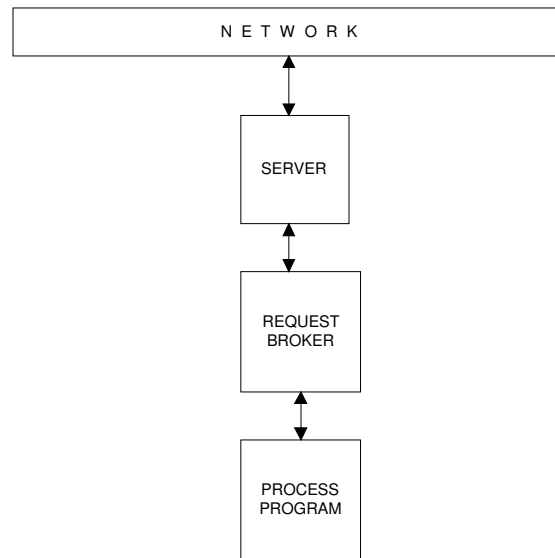 N E T W O R K
SERVER
REQUEST
BROKER
PROCESS
PROGRAM